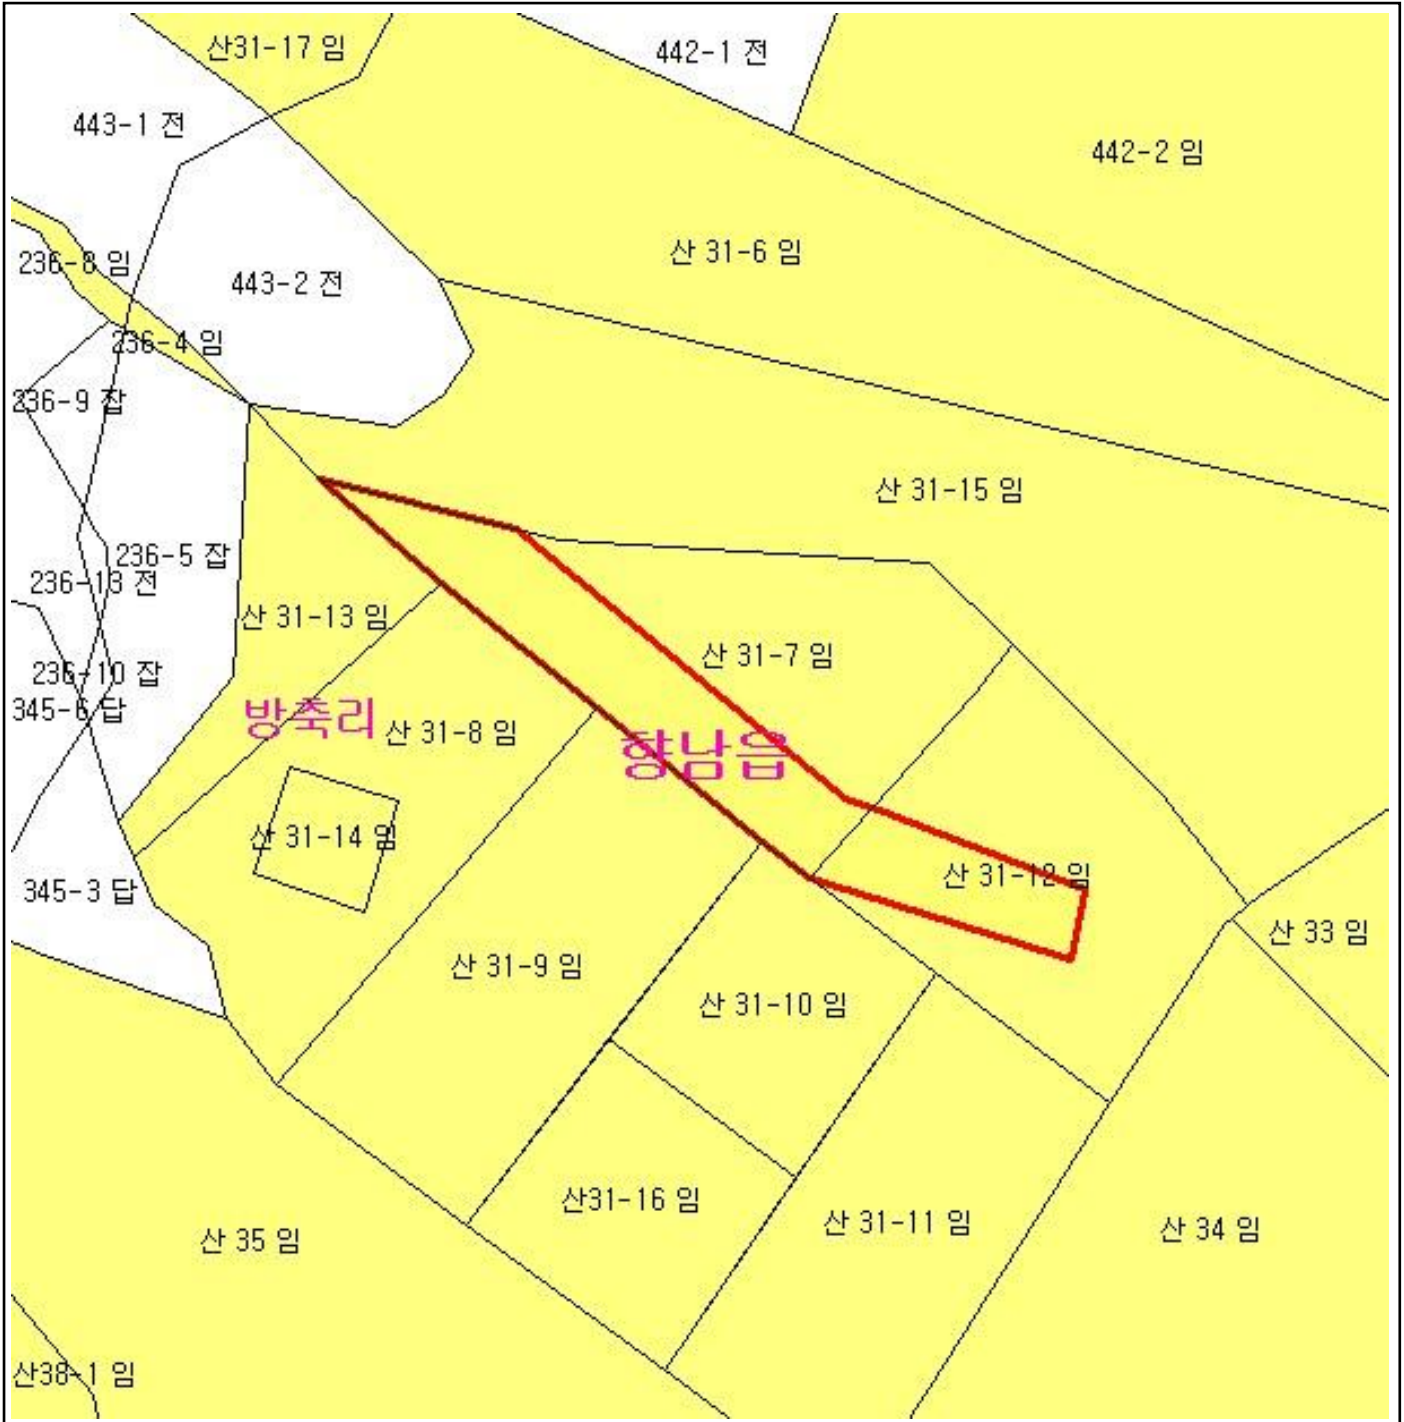 산31-17 임
442-1 전
443-1 전
442-2 임
산 31-6 임
236-8 임
443-2 전
236-4 임
236-9 잡
산 31-15 임
236-5 잡
236-13 전
산 31-13 임
산 31-7 임
236-10 잡
345-6 답
방축리
산 31-8 임
향남읍
산 31-14 임
산 31-12 임
345-3 답
산 33 임
산 31-9 임
산 31-10 임
산31-16 임
산 31-11 임
산 34 임
산 35 임
산38-1 임